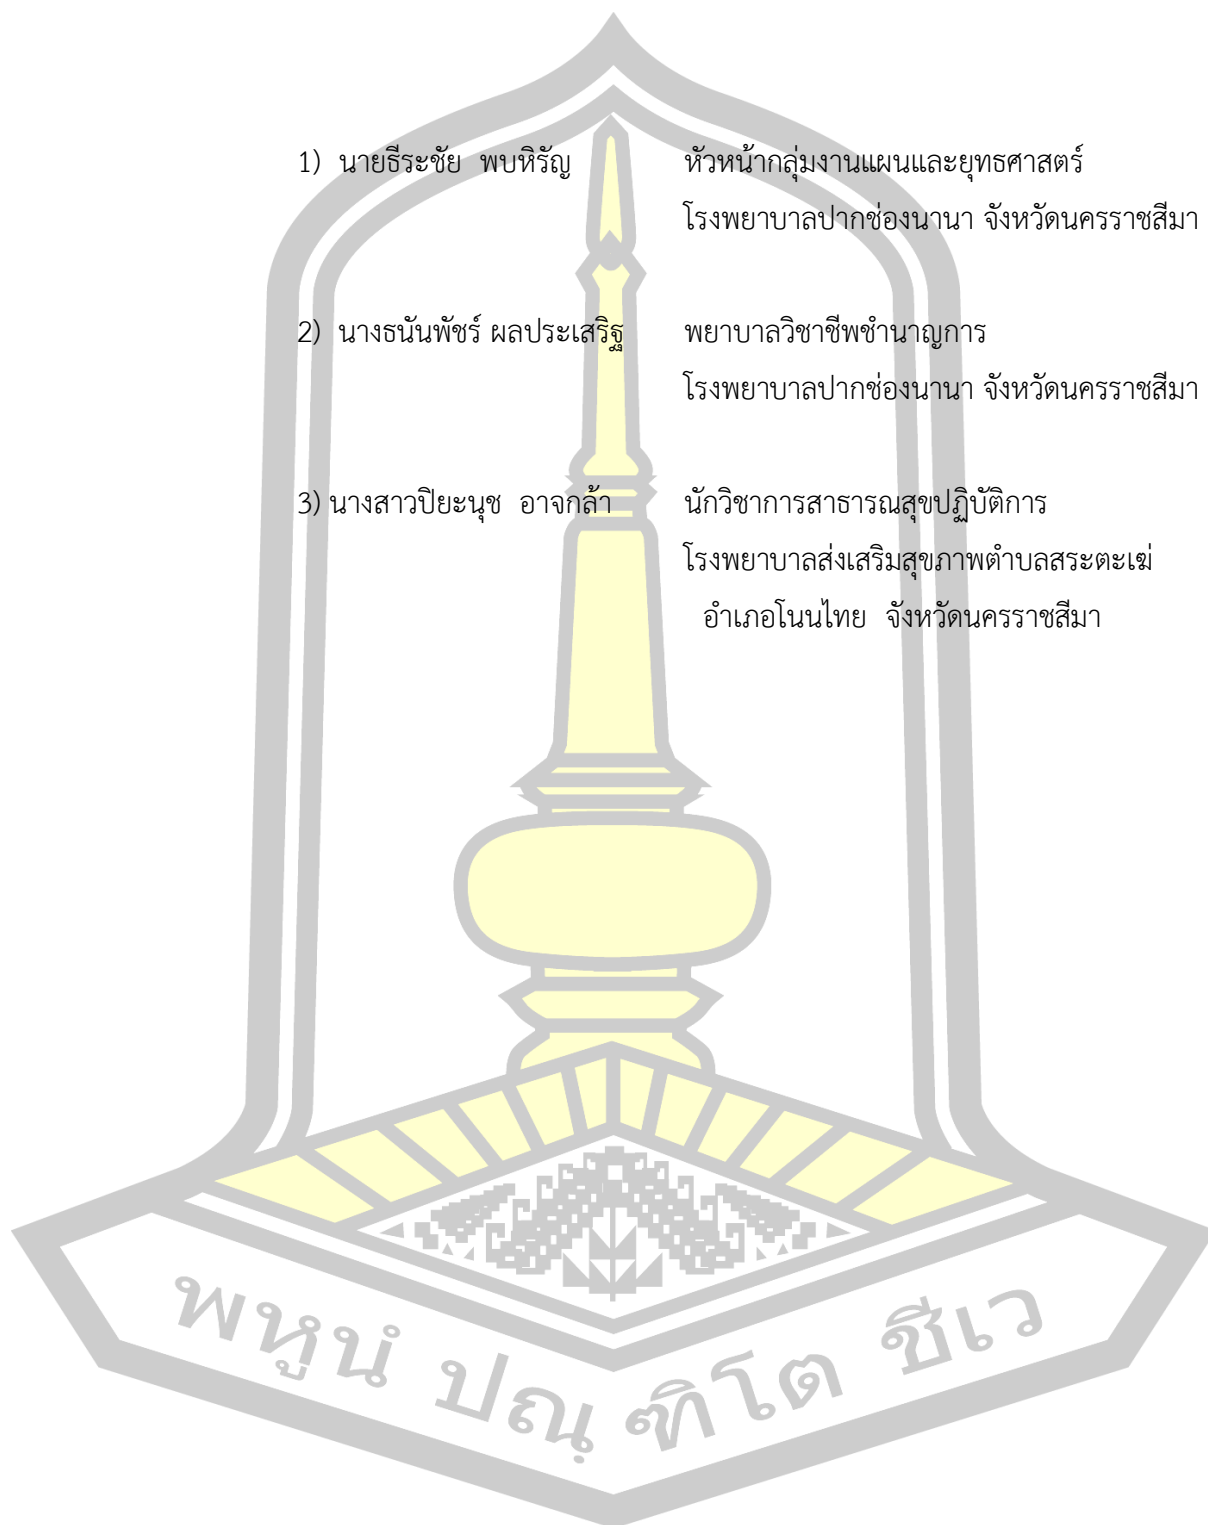 1) นายธีระชัย พบหิรัญ หัวหน้ากลุ่มงานแผนและยุทธศาสตร์
โรงพยาบาลปากช่องนานา จังหวัดนครราชสีมา
2) นางธนันพัชร์ ผลประเสริฐ พยาบาลวิชาชีพชำนาญการ
โรงพยาบาลปากช่องนานา จังหวัดนครราชสีมา
3) นางสาวปิยะนุช อาจกล้า นักวิชาการสาธารณสุขปฏิบัติการ
โรงพยาบาลส่งเสริมสุขภาพตำบลสระตะเฆ่
อำเภอโนนไทย จังหวัดนครราชสีมา
พหูนํ ปณฺ ฑิโต ชีเว